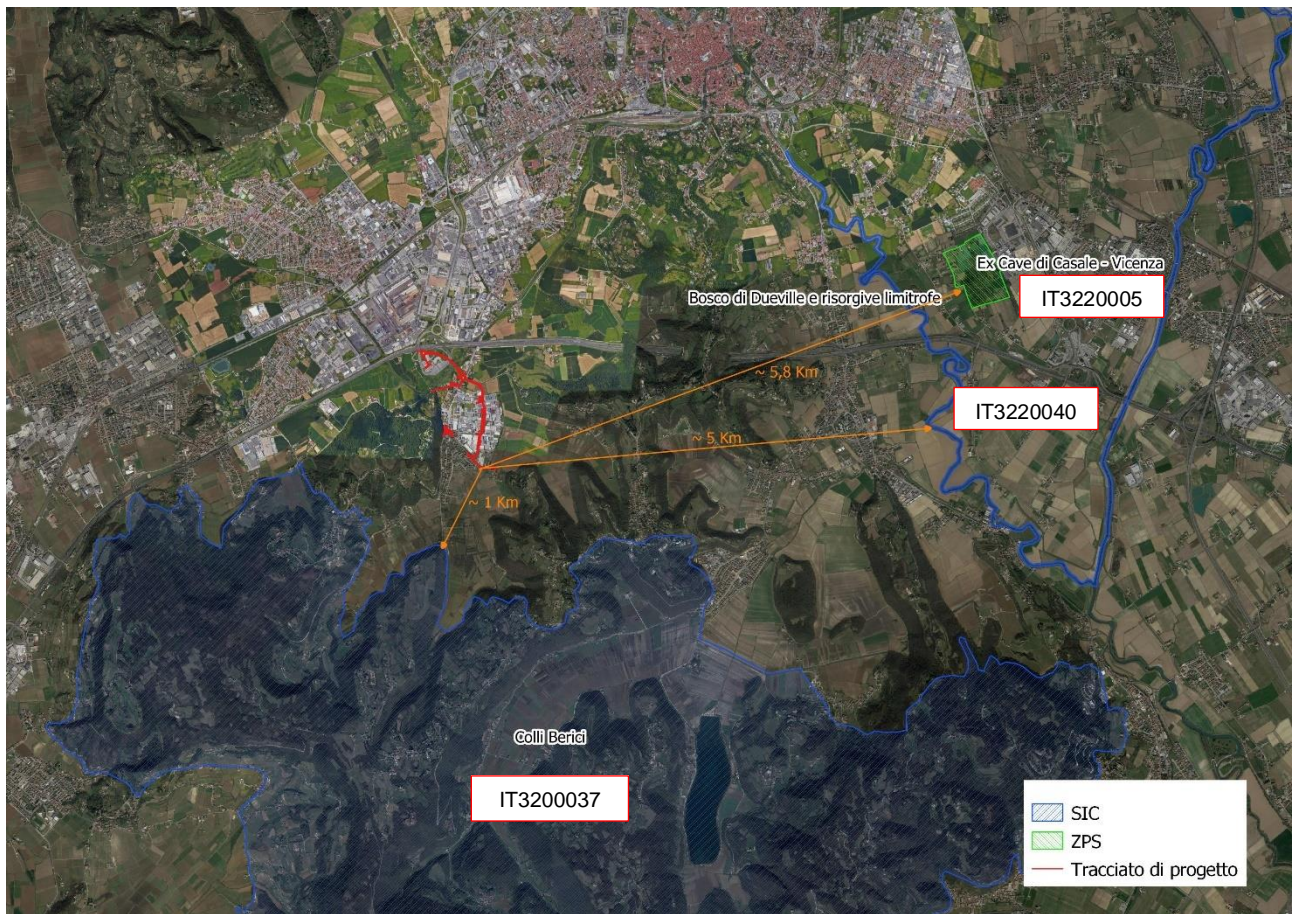 Ex Cave di Casale - Vicenza
IT3220005
Bosco di Dueville e risorgive limitrofe
~ 5,8 Km
IT3220040
~ 5 Km
~ 1 Km
Colli Berici
IT3200037
SIC
ZPS
Tracciato di progetto